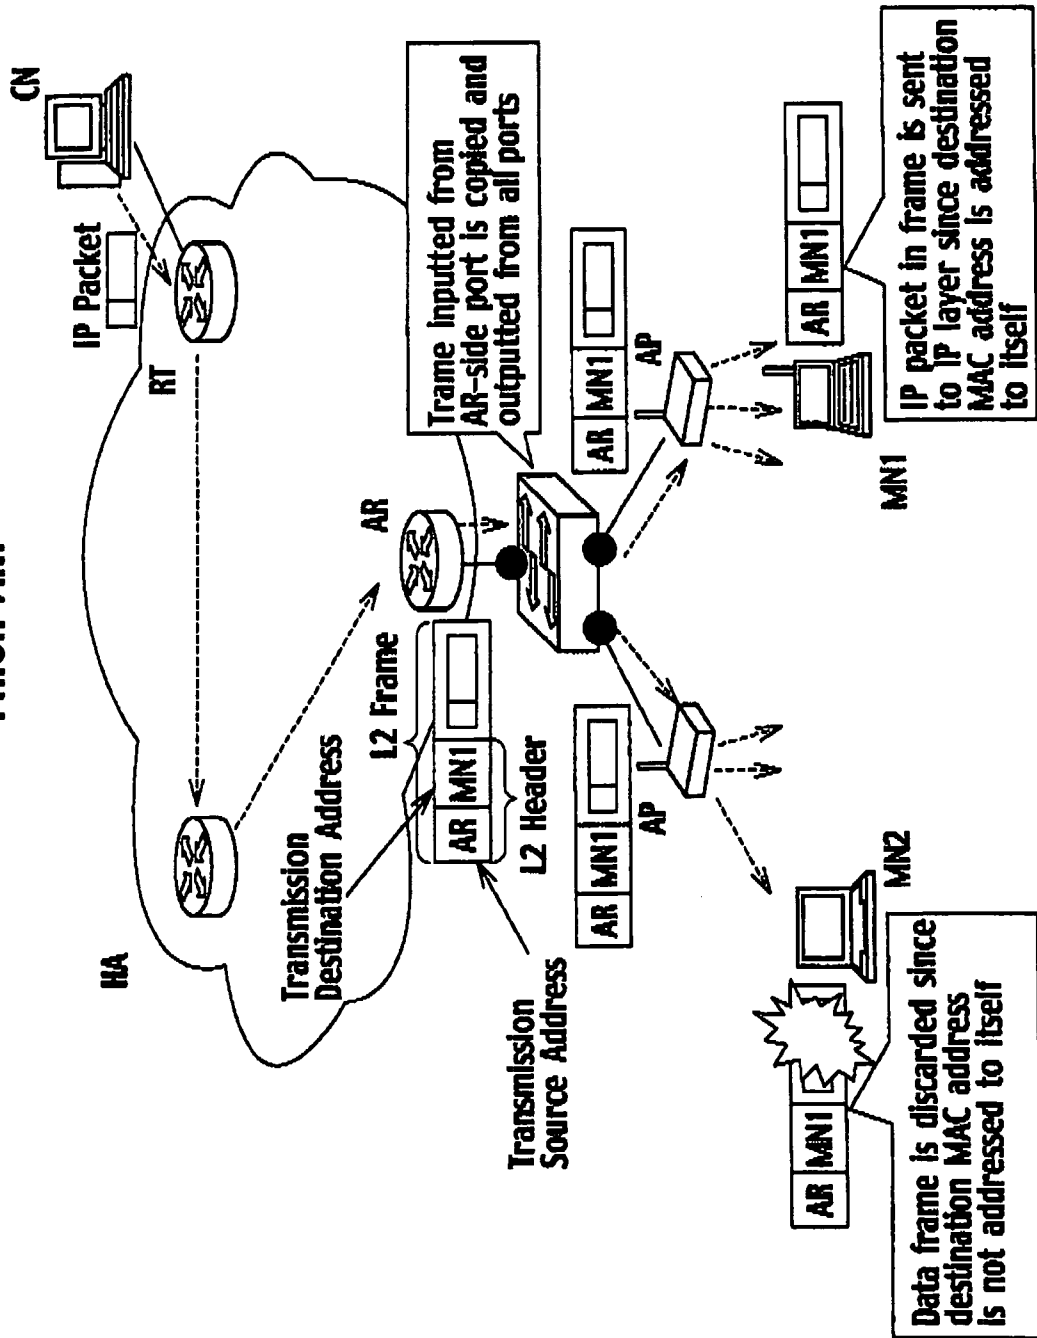 PRIOR ART
CN
IP Packet
RT
HA
AR
Trame inputted from
AR-side port is copied and
outputted from all ports
Transmission
Destination Address
L2 Frame
AR MN1
L2 Header
Transmission
Source Address
AR MN1
AP
AR MN1
AP
MN2
AR MN1
MN1
AR MN1
Data frame is discarded since
destination MAC address
is not addressed to itself
IP packet in frame is sent
to IP layer since destination
MAC address is addressed
to itself